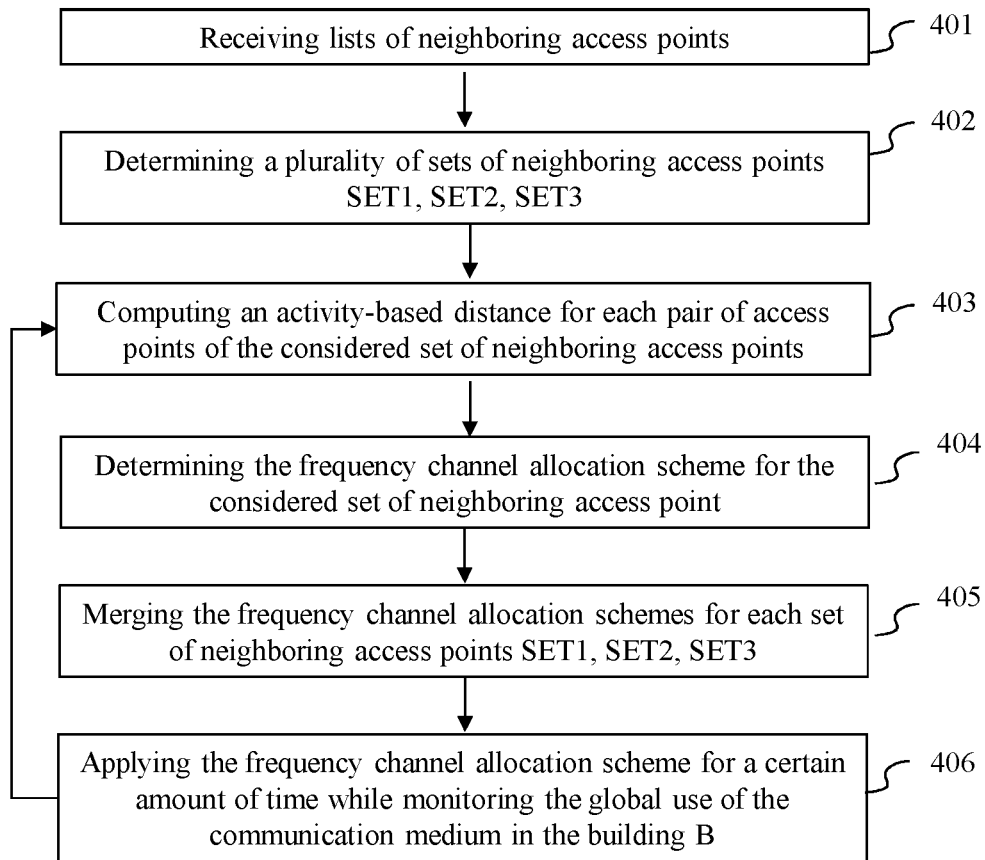 Receiving lists of neighboring access points
401
402
Determining a plurality of sets of neighboring access points
SET1, SET2, SET3
Computing an activity-based distance for each pair of access
points of the considered set of neighboring access points
403
Determining the frequency channel allocation scheme for the
considered set of neighboring access point
404
Merging the frequency channel allocation schemes for each set
of neighboring access points SET1, SET2, SET3
405
Applying the frequency channel allocation scheme for a certain
amount of time while monitoring the global use of the
communication medium in the building B
406